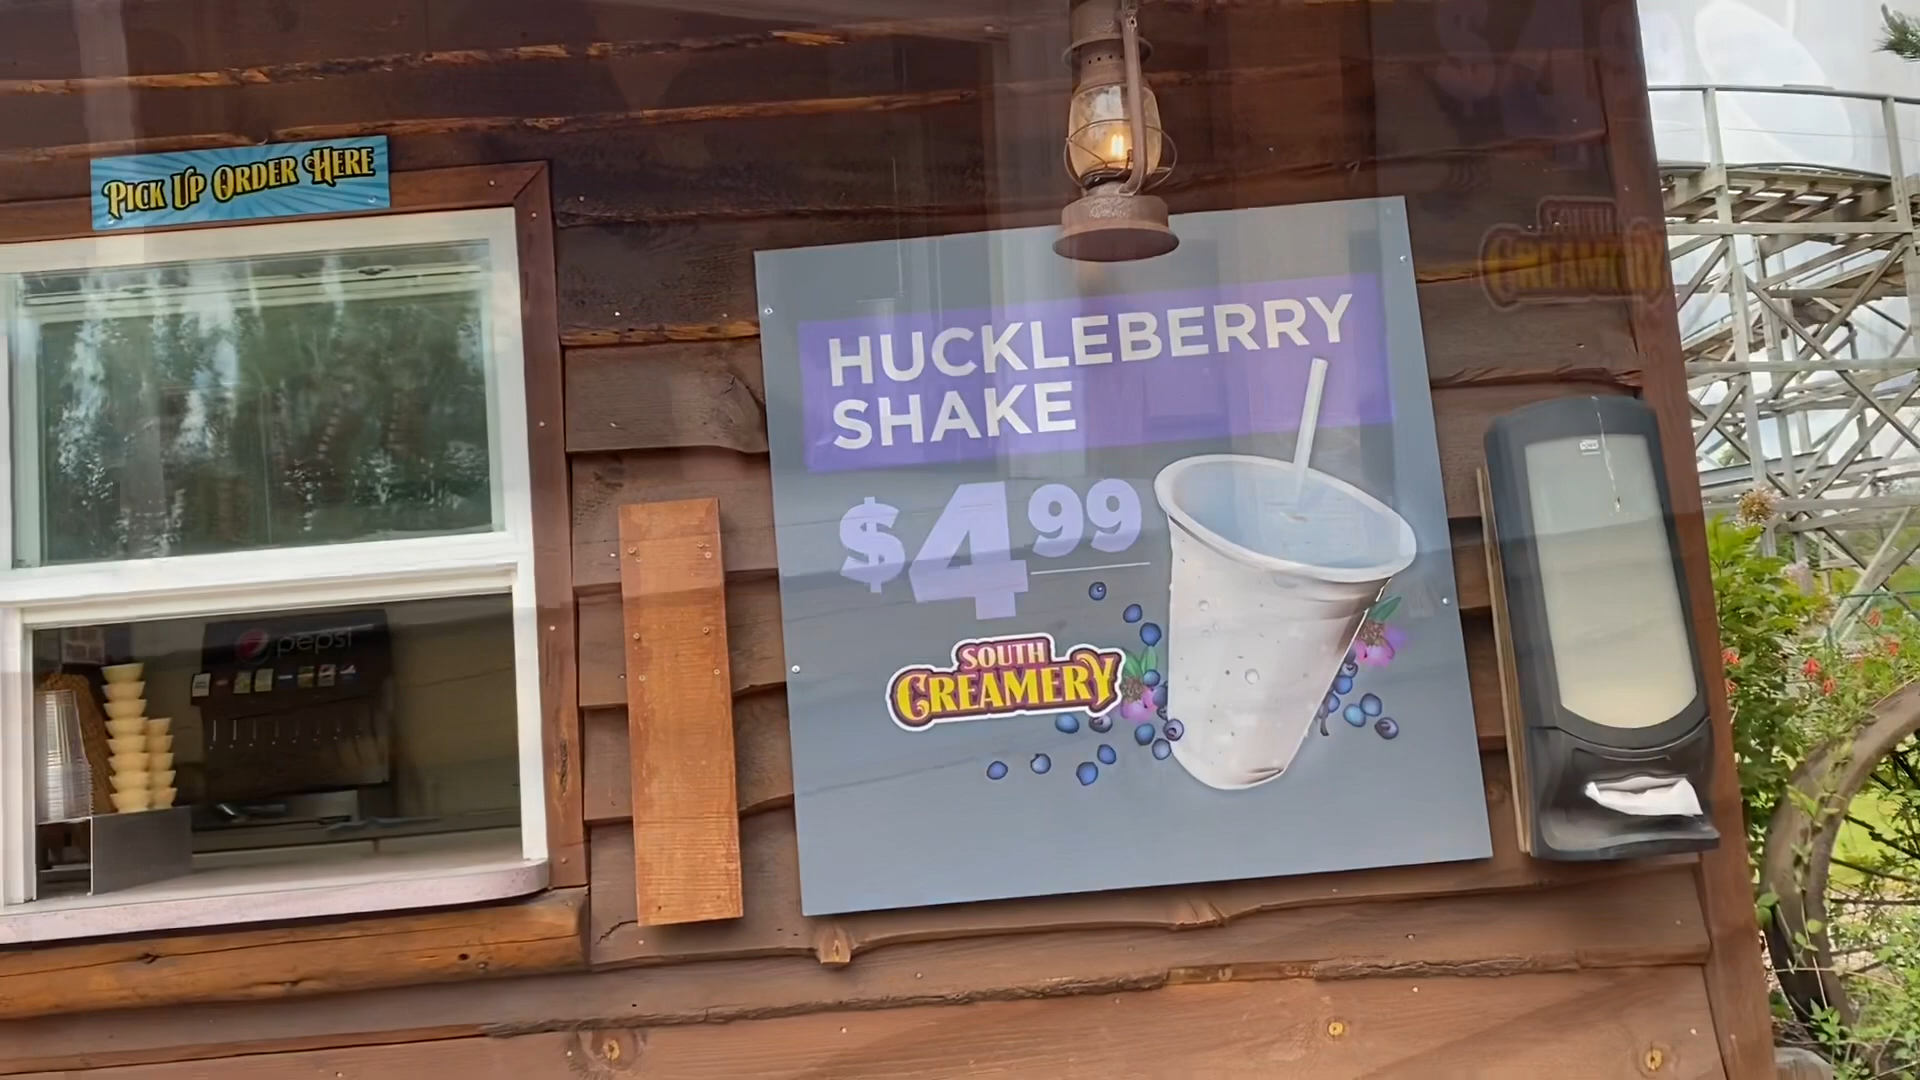 PICK UP ORDER HERE
HUCKLEBERRY
SHAKE
$4.99
SOUTH
CREAMERY
pepsi
SOUTH
CREAMERY